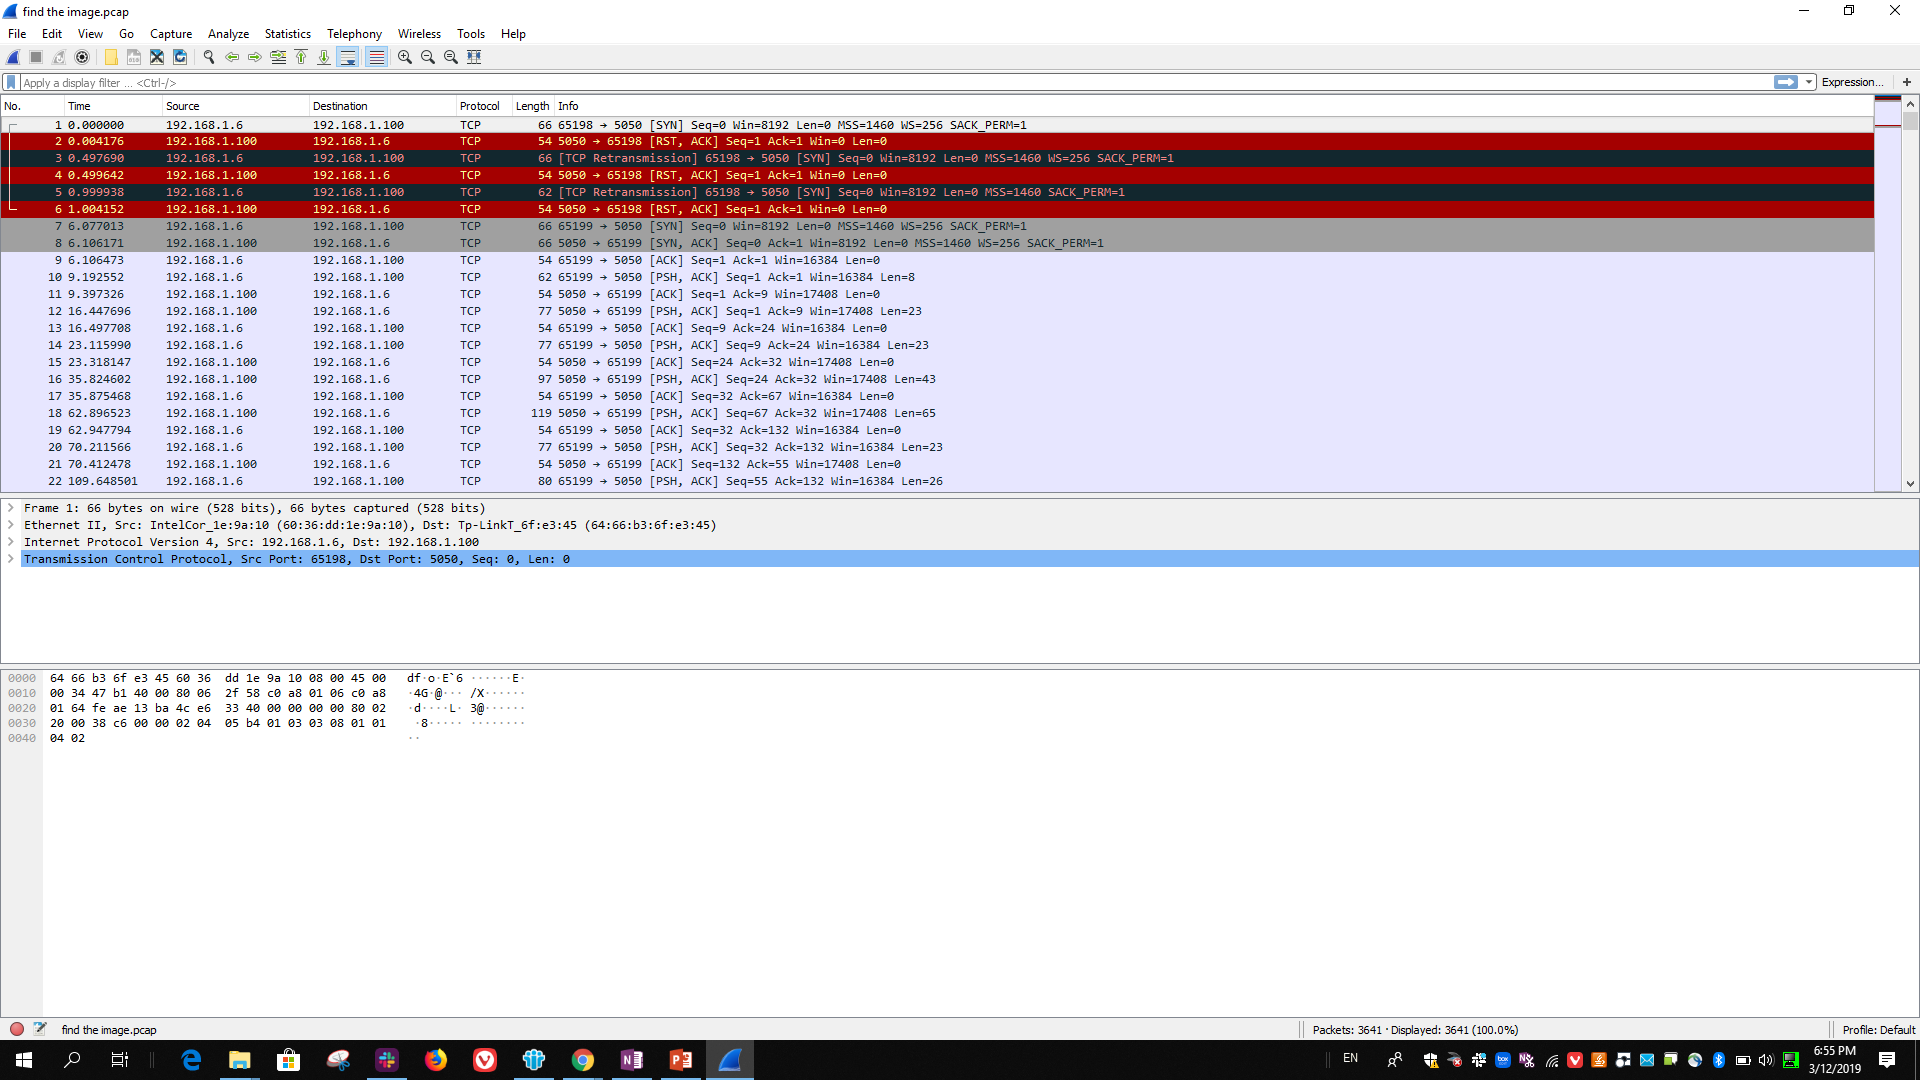 find the image.pcap
File Edit View Go Capture Analyze Statistics Telephony Wireless Tools Help
Apply a display filter ... <Ctrl-/> Expression... +
No. Time Source Destination Protocol Length Info
1 0.000000 192.168.1.6 192.168.1.100 TCP 66 65198 → 5050 [SYN] Seq=0 Win=8192 Len=0 MSS=1460 WS=256 SACK_PERM=1
2 0.004176 192.168.1.100 192.168.1.6 TCP 54 5050 → 65198 [RST, ACK] Seq=1 Ack=1 Win=0 Len=0
3 0.497690 192.168.1.6 192.168.1.100 TCP 66 [TCP Retransmission] 65198 → 5050 [SYN] Seq=0 Win=8192 Len=0 MSS=1460 WS=256 SACK_PERM=1
4 0.499642 192.168.1.100 192.168.1.6 TCP 54 5050 → 65198 [RST, ACK] Seq=1 Ack=1 Win=0 Len=0
5 0.999938 192.168.1.6 192.168.1.100 TCP 62 [TCP Retransmission] 65198 → 5050 [SYN] Seq=0 Win=8192 Len=0 MSS=1460 SACK_PERM=1
6 1.004152 192.168.1.100 192.168.1.6 TCP 54 5050 → 65198 [RST, ACK] Seq=1 Ack=1 Win=0 Len=0
7 6.077013 192.168.1.6 192.168.1.100 TCP 66 65199 → 5050 [SYN] Seq=0 Win=8192 Len=0 MSS=1460 WS=256 SACK_PERM=1
8 6.106171 192.168.1.100 192.168.1.6 TCP 66 5050 → 65199 [SYN, ACK] Seq=0 Ack=1 Win=8192 Len=0 MSS=1460 WS=256 SACK_PERM=1
9 6.106473 192.168.1.6 192.168.1.100 TCP 54 65199 → 5050 [ACK] Seq=1 Ack=1 Win=16384 Len=0
10 9.192552 192.168.1.6 192.168.1.100 TCP 62 65199 → 5050 [PSH, ACK] Seq=1 Ack=1 Win=16384 Len=8
11 9.397326 192.168.1.100 192.168.1.6 TCP 54 5050 → 65199 [ACK] Seq=1 Ack=9 Win=17408 Len=0
12 16.447696 192.168.1.100 192.168.1.6 TCP 77 5050 → 65199 [PSH, ACK] Seq=1 Ack=9 Win=17408 Len=23
13 16.497708 192.168.1.6 192.168.1.100 TCP 54 65199 → 5050 [ACK] Seq=9 Ack=24 Win=16384 Len=0
14 23.115990 192.168.1.6 192.168.1.100 TCP 77 65199 → 5050 [PSH, ACK] Seq=9 Ack=24 Win=16384 Len=23
15 23.318147 192.168.1.100 192.168.1.6 TCP 54 5050 → 65199 [ACK] Seq=24 Ack=32 Win=17408 Len=0
16 35.824602 192.168.1.100 192.168.1.6 TCP 97 5050 → 65199 [PSH, ACK] Seq=24 Ack=32 Win=17408 Len=43
17 35.875468 192.168.1.6 192.168.1.100 TCP 54 65199 → 5050 [ACK] Seq=32 Ack=67 Win=16384 Len=0
18 62.896523 192.168.1.100 192.168.1.6 TCP 119 5050 → 65199 [PSH, ACK] Seq=67 Ack=32 Win=17408 Len=65
19 62.947794 192.168.1.6 192.168.1.100 TCP 54 65199 → 5050 [ACK] Seq=32 Ack=132 Win=16384 Len=0
20 70.211566 192.168.1.6 192.168.1.100 TCP 77 65199 → 5050 [PSH, ACK] Seq=32 Ack=132 Win=16384 Len=23
21 70.412478 192.168.1.100 192.168.1.6 TCP 54 5050 → 65199 [ACK] Seq=132 Ack=55 Win=17408 Len=0
22 109.648501 192.168.1.6 192.168.1.100 TCP 80 65199 → 5050 [PSH, ACK] Seq=55 Ack=132 Win=16384 Len=26
Frame 1: 66 bytes on wire (528 bits), 66 bytes captured (528 bits)
Ethernet II, Src: IntelCor_1e:9a:10 (60:36:dd:1e:9a:10), Dst: Tp-LinkT_6f:e3:45 (64:66:b3:6f:e3:45)
Internet Protocol Version 4, Src: 192.168.1.6, Dst: 192.168.1.100
Transmission Control Protocol, Src Port: 65198, Dst Port: 5050, Seq: 0, Len: 0
0000 64 66 b3 6f e3 45 60 36 dd 1e 9a 10 08 00 45 00 df·o·E`6 ······E·
0010 00 34 47 b1 40 00 80 06 2f 58 c0 a8 01 06 c0 a8 ·4G·@··· /X······
0020 01 64 fe ae 13 ba 4c e6 33 40 00 00 00 00 80 02 ·d····L· 3@······
0030 20 00 38 c6 00 00 02 04 05 b4 01 03 03 08 01 01 ·8····· ········
0040 04 02 ··
find the image.pcap Packets: 3641 · Displayed: 3641 (100.0%) Profile: Default
EN 6:55 PM
3/12/2019